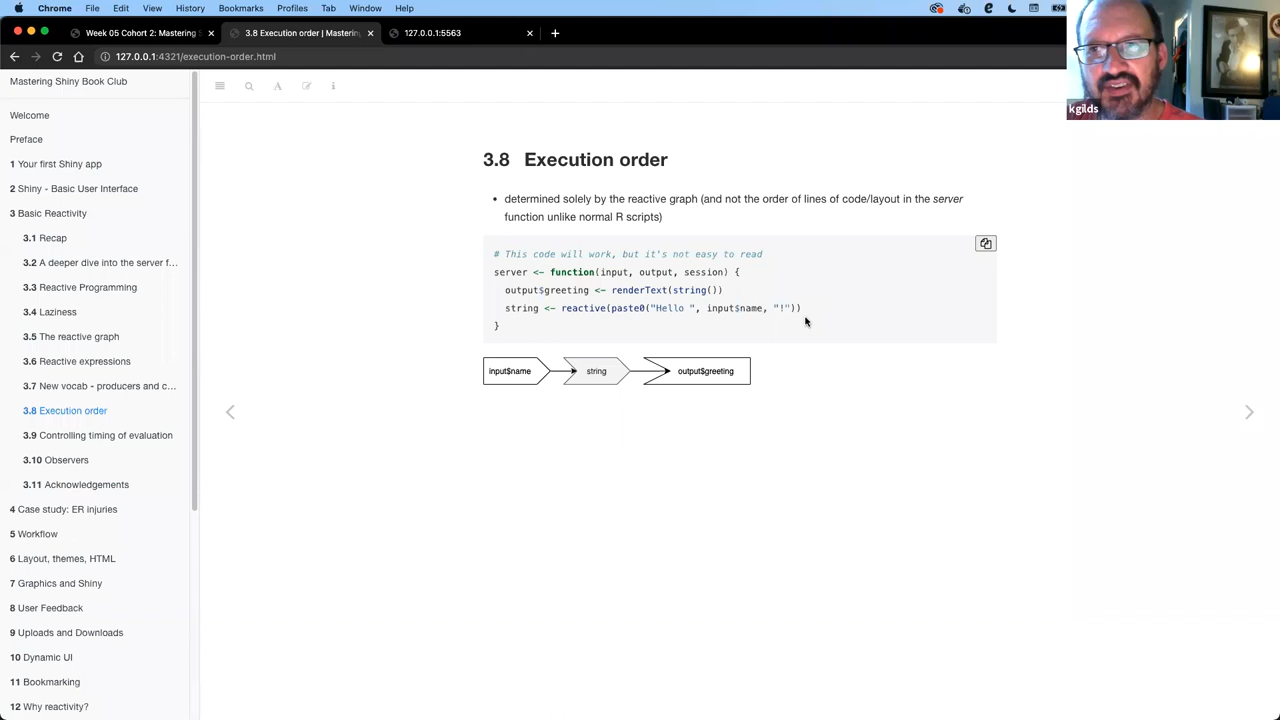 Chrome File Edit View History Bookmarks Profiles Tab Window Help
Week 05 Cohort 2: Mastering S
3.8 Execution order | Mastering
127.0.0.1:5563
127.0.0.1:4321/execution-order.html
Mastering Shiny Book Club
Welcome
Preface
1 Your first Shiny app
2 Shiny - Basic User Interface
3 Basic Reactivity
3.1 Recap
3.2 A deeper dive into the server f...
3.3 Reactive Programming
3.4 Laziness
3.5 The reactive graph
3.6 Reactive expressions
3.7 New vocab - producers and c...
3.8 Execution order
3.9 Controlling timing of evaluation
3.10 Observers
3.11 Acknowledgements
4 Case study: ER injuries
5 Workflow
6 Layout, themes, HTML
7 Graphics and Shiny
8 User Feedback
9 Uploads and Downloads
10 Dynamic UI
11 Bookmarking
12 Why reactivity?
3.8 Execution order
• determined solely by the reactive graph (and not the order of lines of code/layout in the server
function unlike normal R scripts)
# This code will work, but it's not easy to read
server <- function(input, output, session) {
output$greeting <- renderText(string())
string <- reactive(paste0("Hello ", input$name, "!"))
}
input$name
string
output$greeting
kgilds